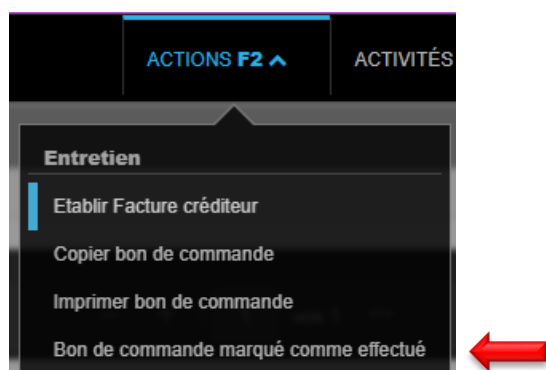 ACTIONS F2 ACTIVITÉS
Entretien
Etablir Facture créditeur
Copier bon de commande
Imprimer bon de commande
Bon de commande marqué comme effectué